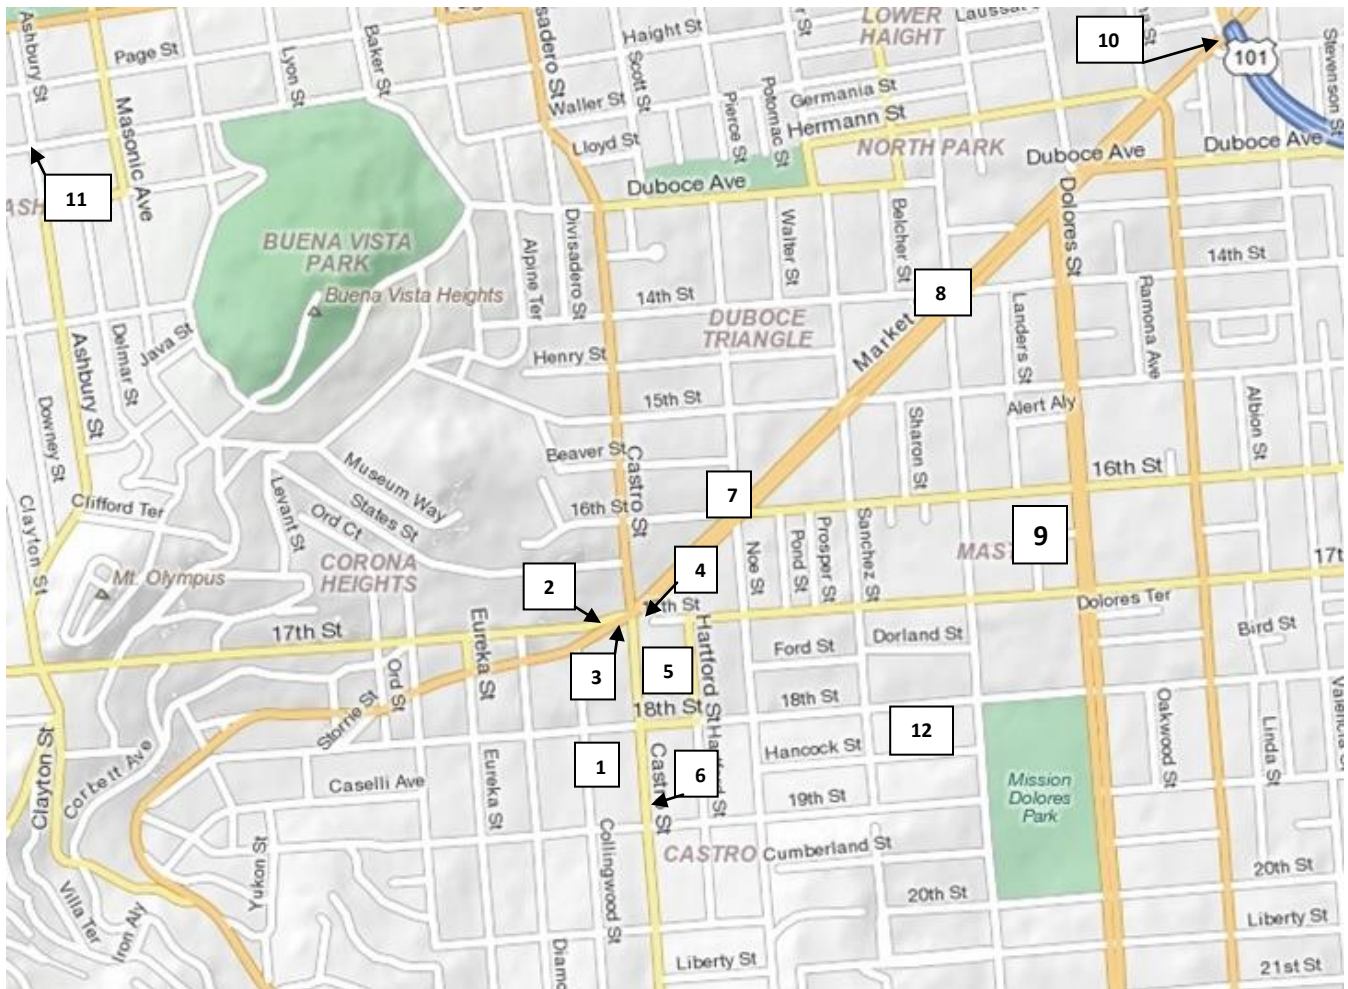 Ashbury St
Page St
Lyon St
Baker St
sadero St
Haight St
Scott St
LOWER
HAIGHT
10
101
Stevenson St
Masonic Ave
11
ASH
Waller St
Lloyd St
Pierce St
Potomac St
Germania St
Hermann St
NORTH PARK
Duboce Ave
Duboce Ave
Duboce Ave
Dolores St
BUENA VISTA
PARK
Buena Vista Heights
Alpine Ter
Divisadero St
Walter St
Belcher St
14th St
14th St
8
DUBOCE
TRIANGLE
Market
Landers St
Ramona Ave
Java St
Delmar St
Ashbury St
Henry St
15th St
Alert Aly
Albion St
Downey St
Sharon St
Beaver St
Castro St
16th St
Museum Way
States St
Ord Ct
Levant St
Clifford Ter
Clayton St
16th St
7
CORONA
HEIGHTS
Mt. Olympus
Noe St
Pond St
Prosper St
Sanchez St
9
17t
2
4
17th St
Eureka St
Hartford St
Dolores Ter
Bird St
Ford St
Dorland St
3
5
Ord St
Storrie St
18th St
18th St
12
Hancock St
Oakwood St
Linda St
Clayton St
Corbett Ave
Caselli Ave
Eureka St
1
6
Castro St
19th St
Mission
Dolores
Park
Yukon St
Collingwood St
CASTRO
Cumberland St
20th St
20th St
Villa Ter
Iron Aly
Liberty St
Liberty St
21st St